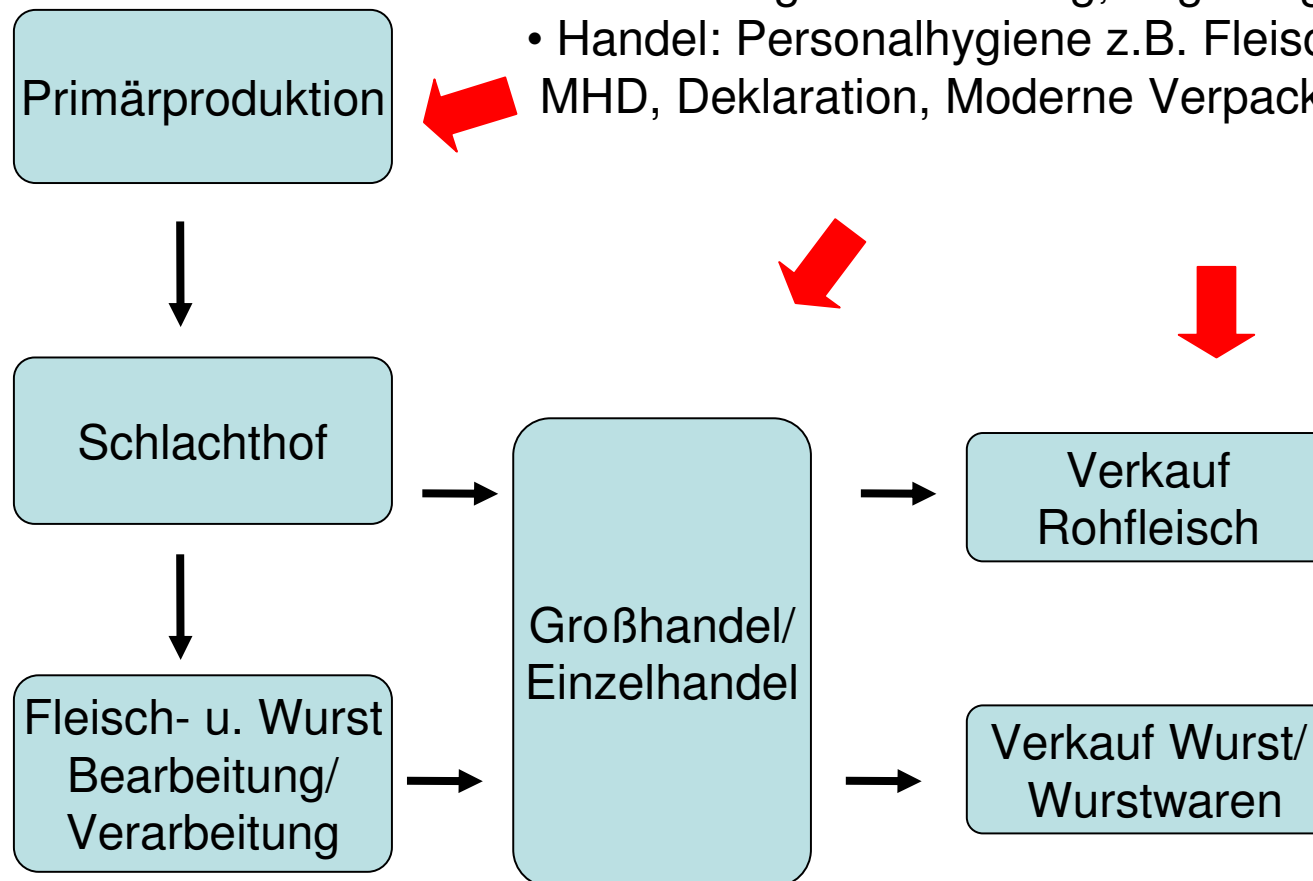 • Handel: Personalhygiene z.B.
MHD, Deklaration, Moderne
Primärproduktion
Schlachthof
Fleisch- u. Wurst
Bearbeitung/
Verarbeitung
Großhandel/
Einzelhandel
Verkauf
Rohfleisch
Verkauf Wurst/
Wurstwaren